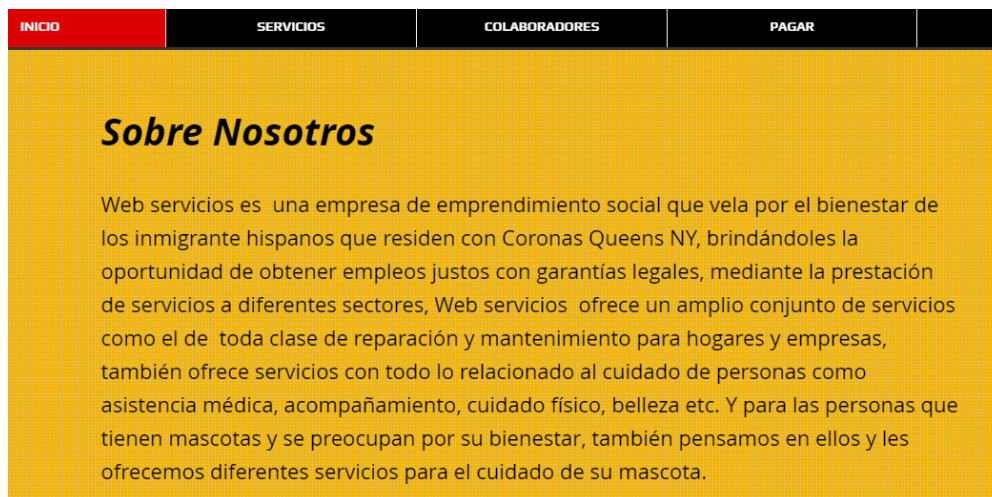 INICIO SERVICIOS COLABORADORES PAGAR
Sobre Nosotros
Web servicios es una empresa de emprendimiento social que vela por el bienestar de
los inmigrante hispanos que residen con Coronas Queens NY, brindándoles la
oportunidad de obtener empleos justos con garantías legales, mediante la prestación
de servicios a diferentes sectores, Web servicios ofrece un amplio conjunto de servicios
como el de toda clase de reparación y mantenimiento para hogares y empresas,
también ofrece servicios con todo lo relacionado al cuidado de personas como
asistencia médica, acompañamiento, cuidado físico, belleza etc. Y para las personas que
tienen mascotas y se preocupan por su bienestar, también pensamos en ellos y les
ofrecemos diferentes servicios para el cuidado de su mascota.